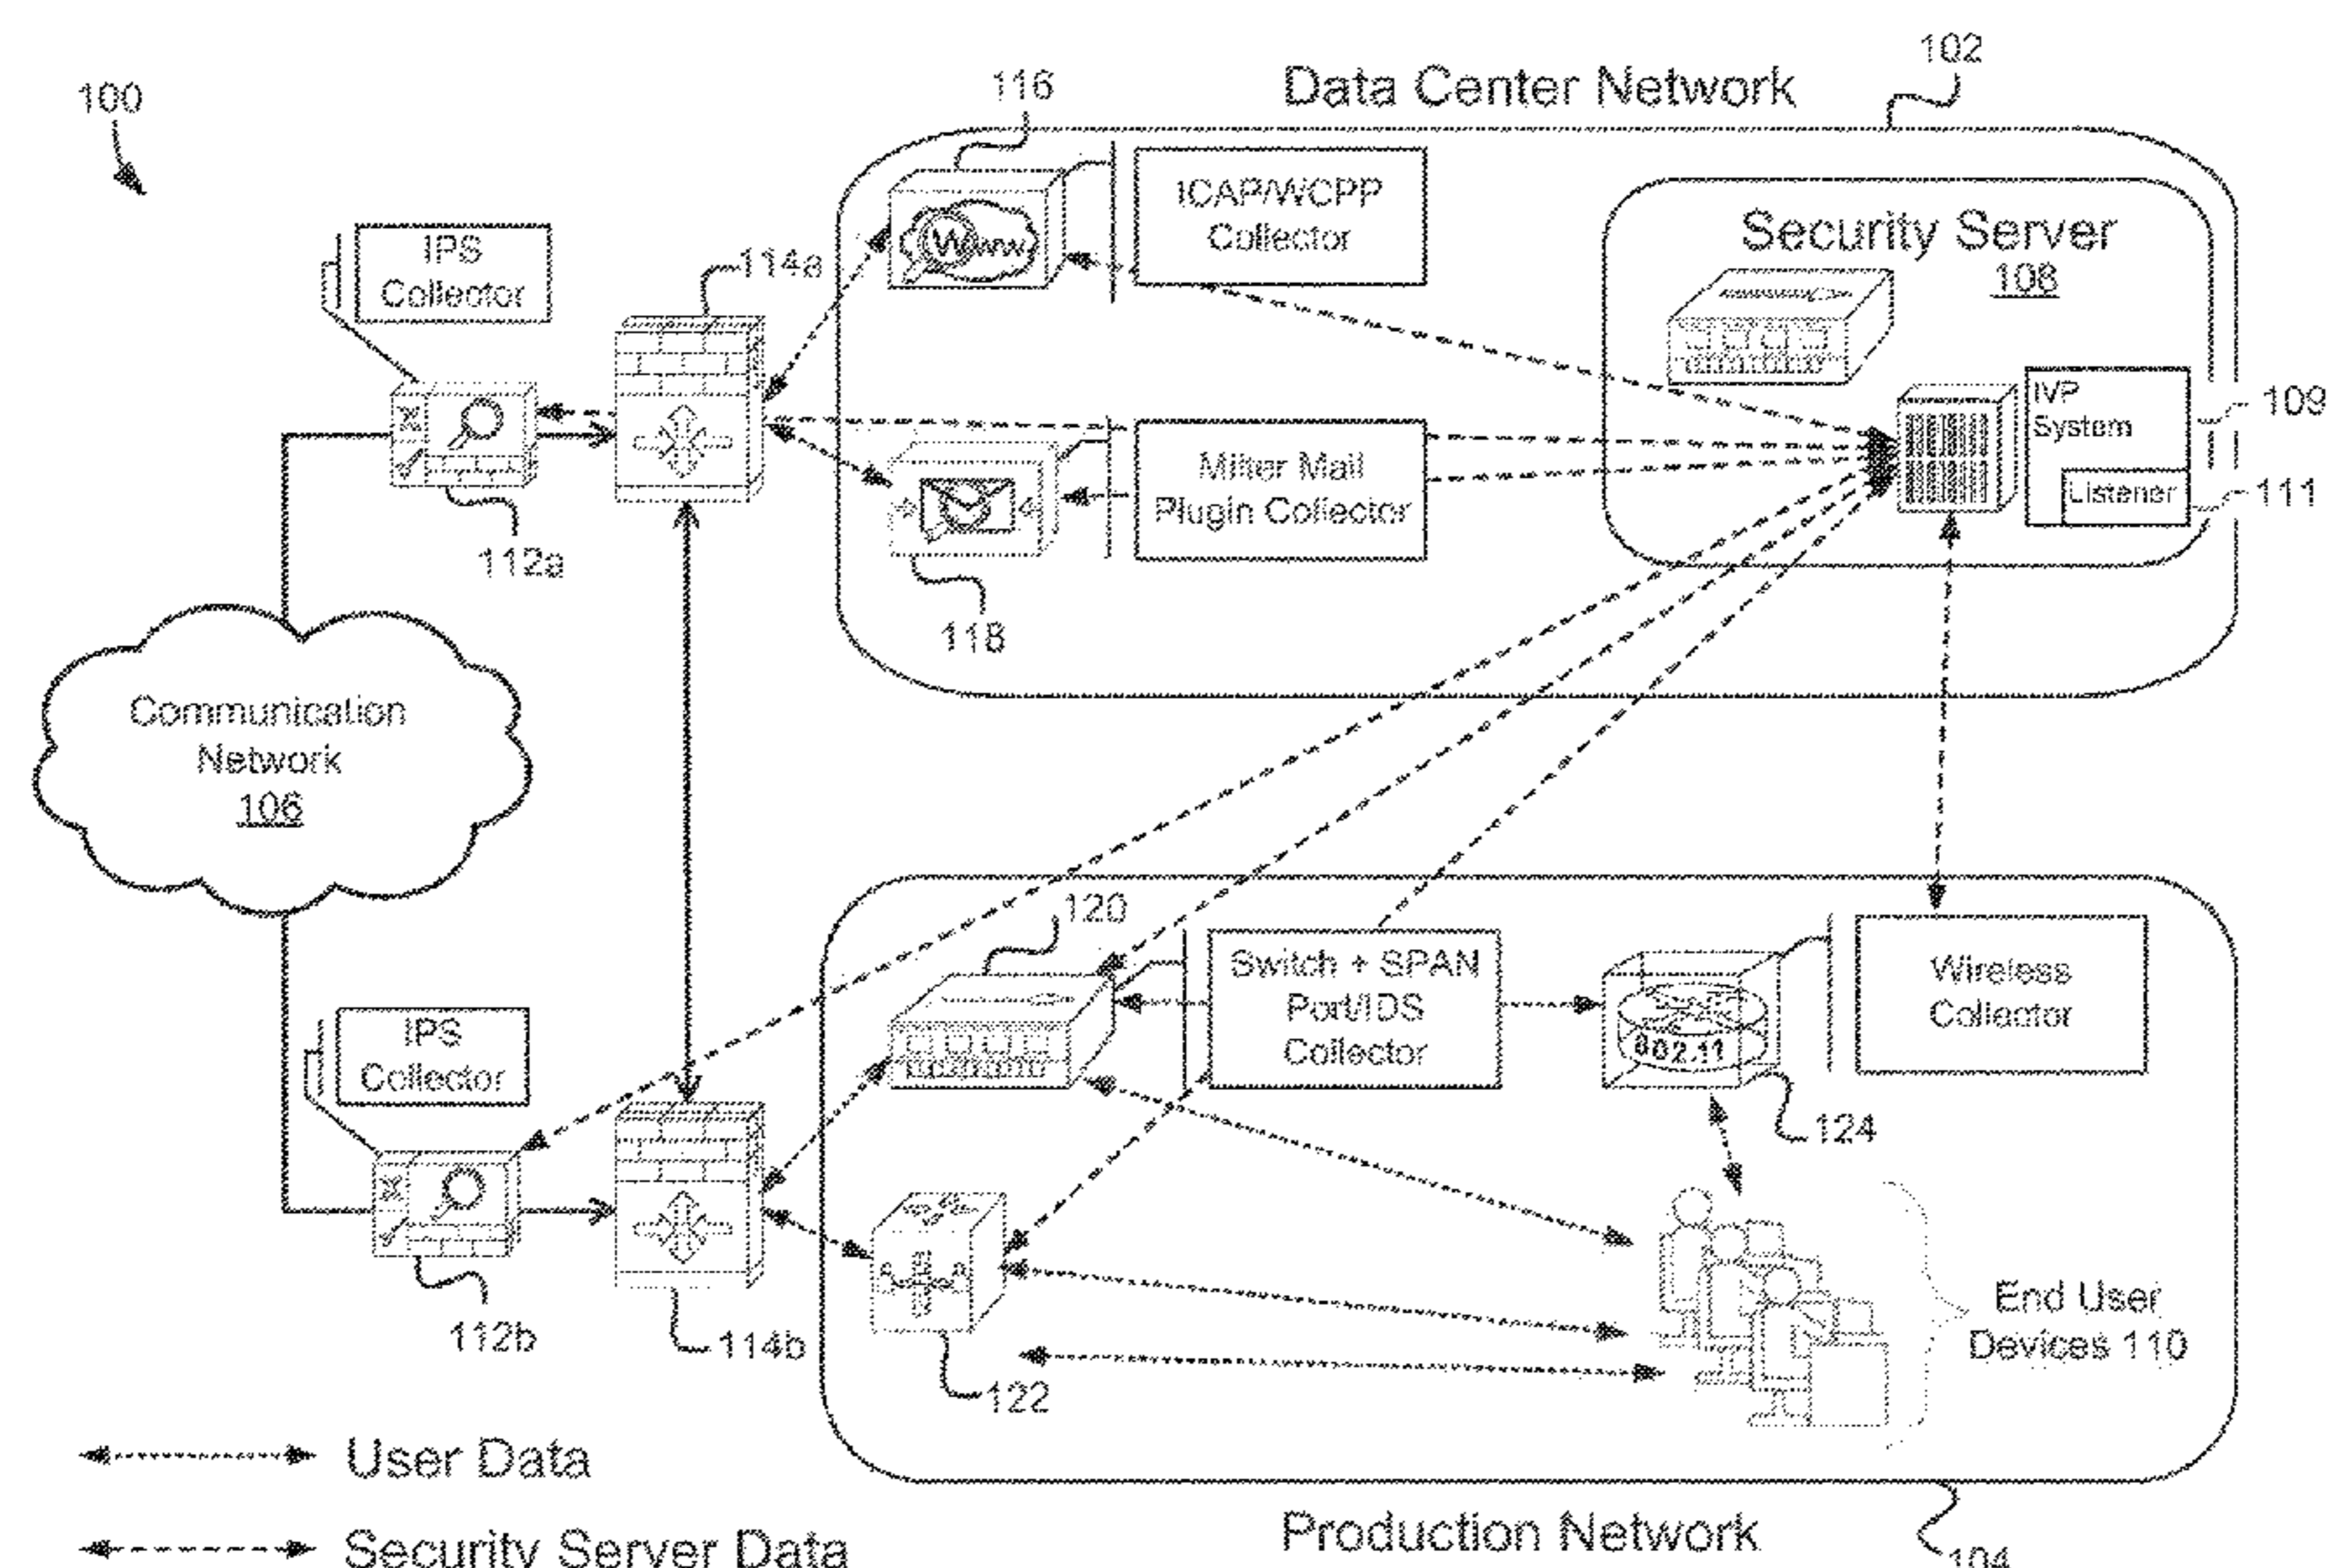 100
102
Data Center Network
116
ICAP/WCPP
Collector
Security Server
108
IPS
Collector
114a
WWW
IVP
System
109
Listener
111
Milter Mail
Plugin Collector
112a
118
Communication
Network
106
120
Switch + SPAN
Port/IDS
Collector
Wireless
Collector
802.11
IPS
Collector
124
112b
114b
122
End User
Devices 110
User Data
Security Server Data
Production Network
104